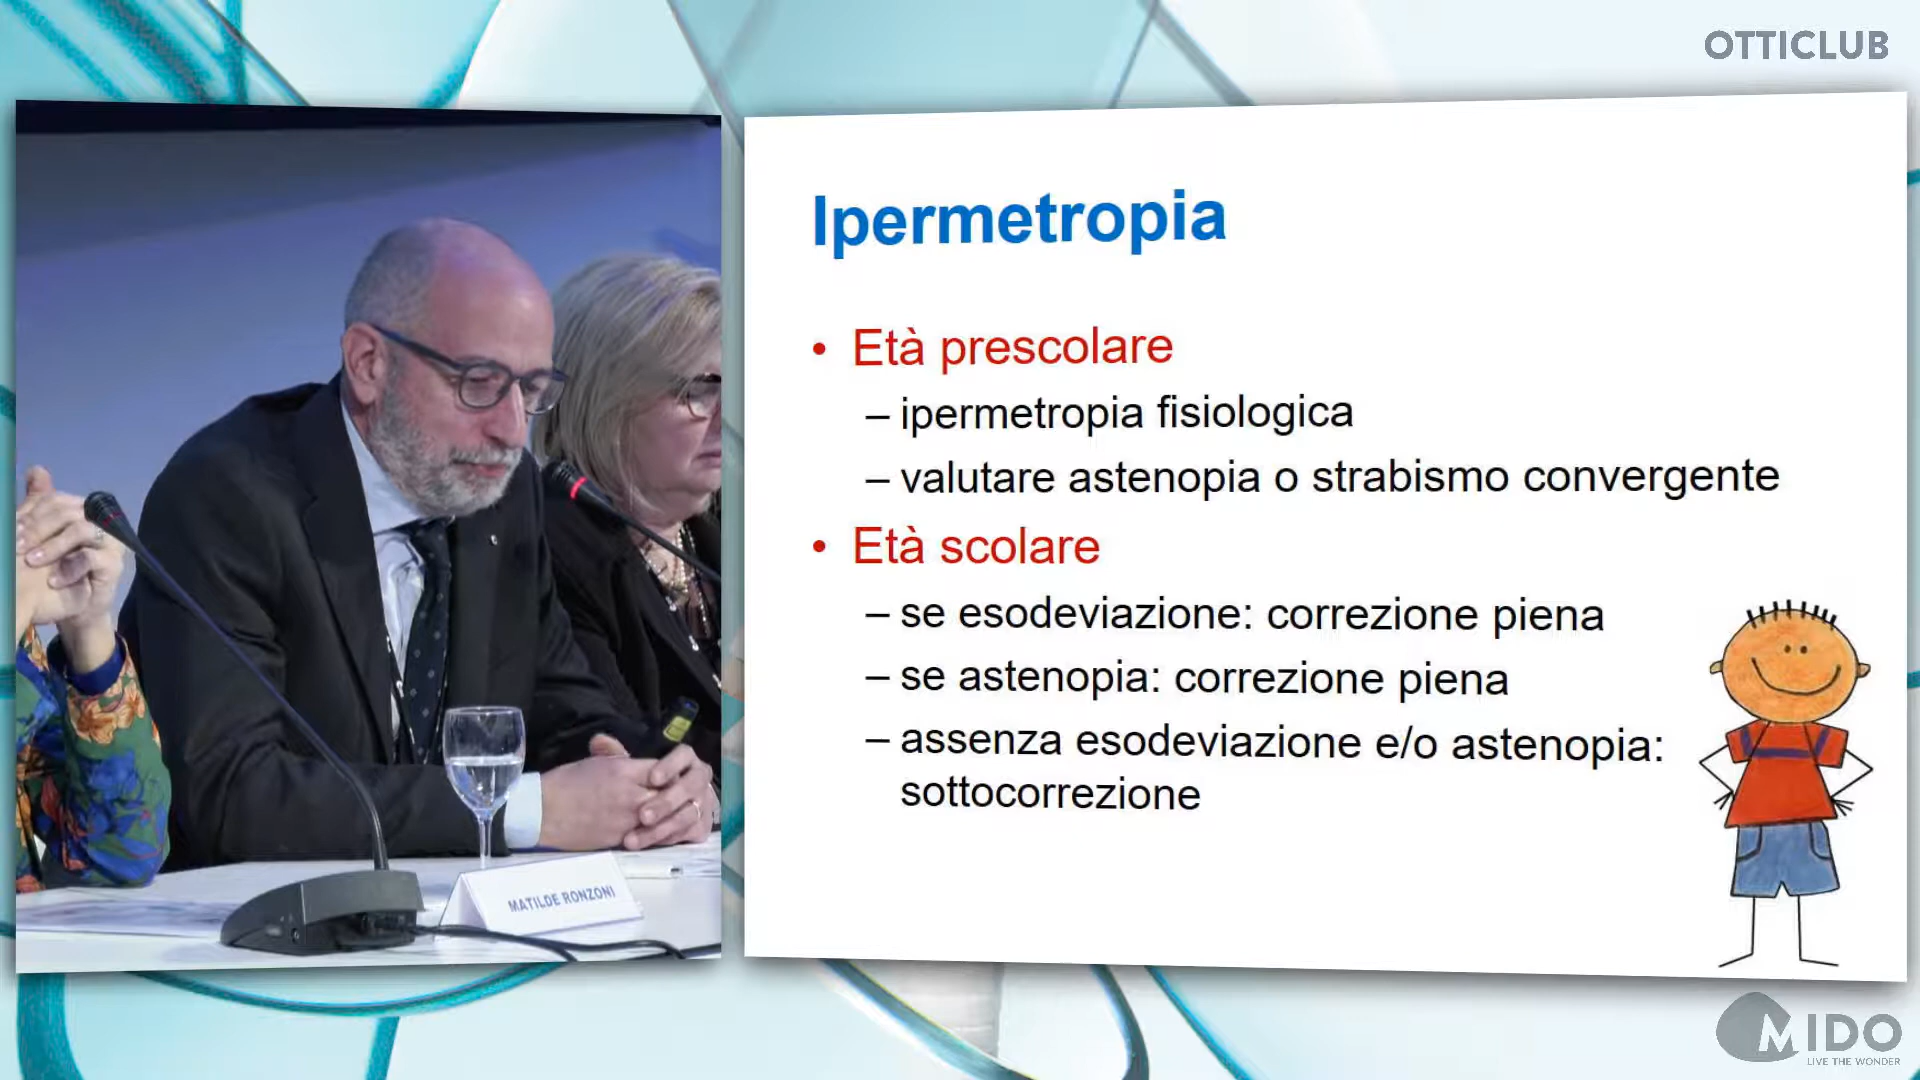 OTTICLUB
Ipermetropia
• Età prescolare
– ipermetropia fisiologica
– valutare astenopia o strabismo convergente
• Età scolare
– se esodeviazione: correzione piena
– se astenopia: correzione piena
– assenza esodeviazione e/o astenopia:
sottocorrezione
MATILDE RONZONI
MIDO
LIVE THE WONDER